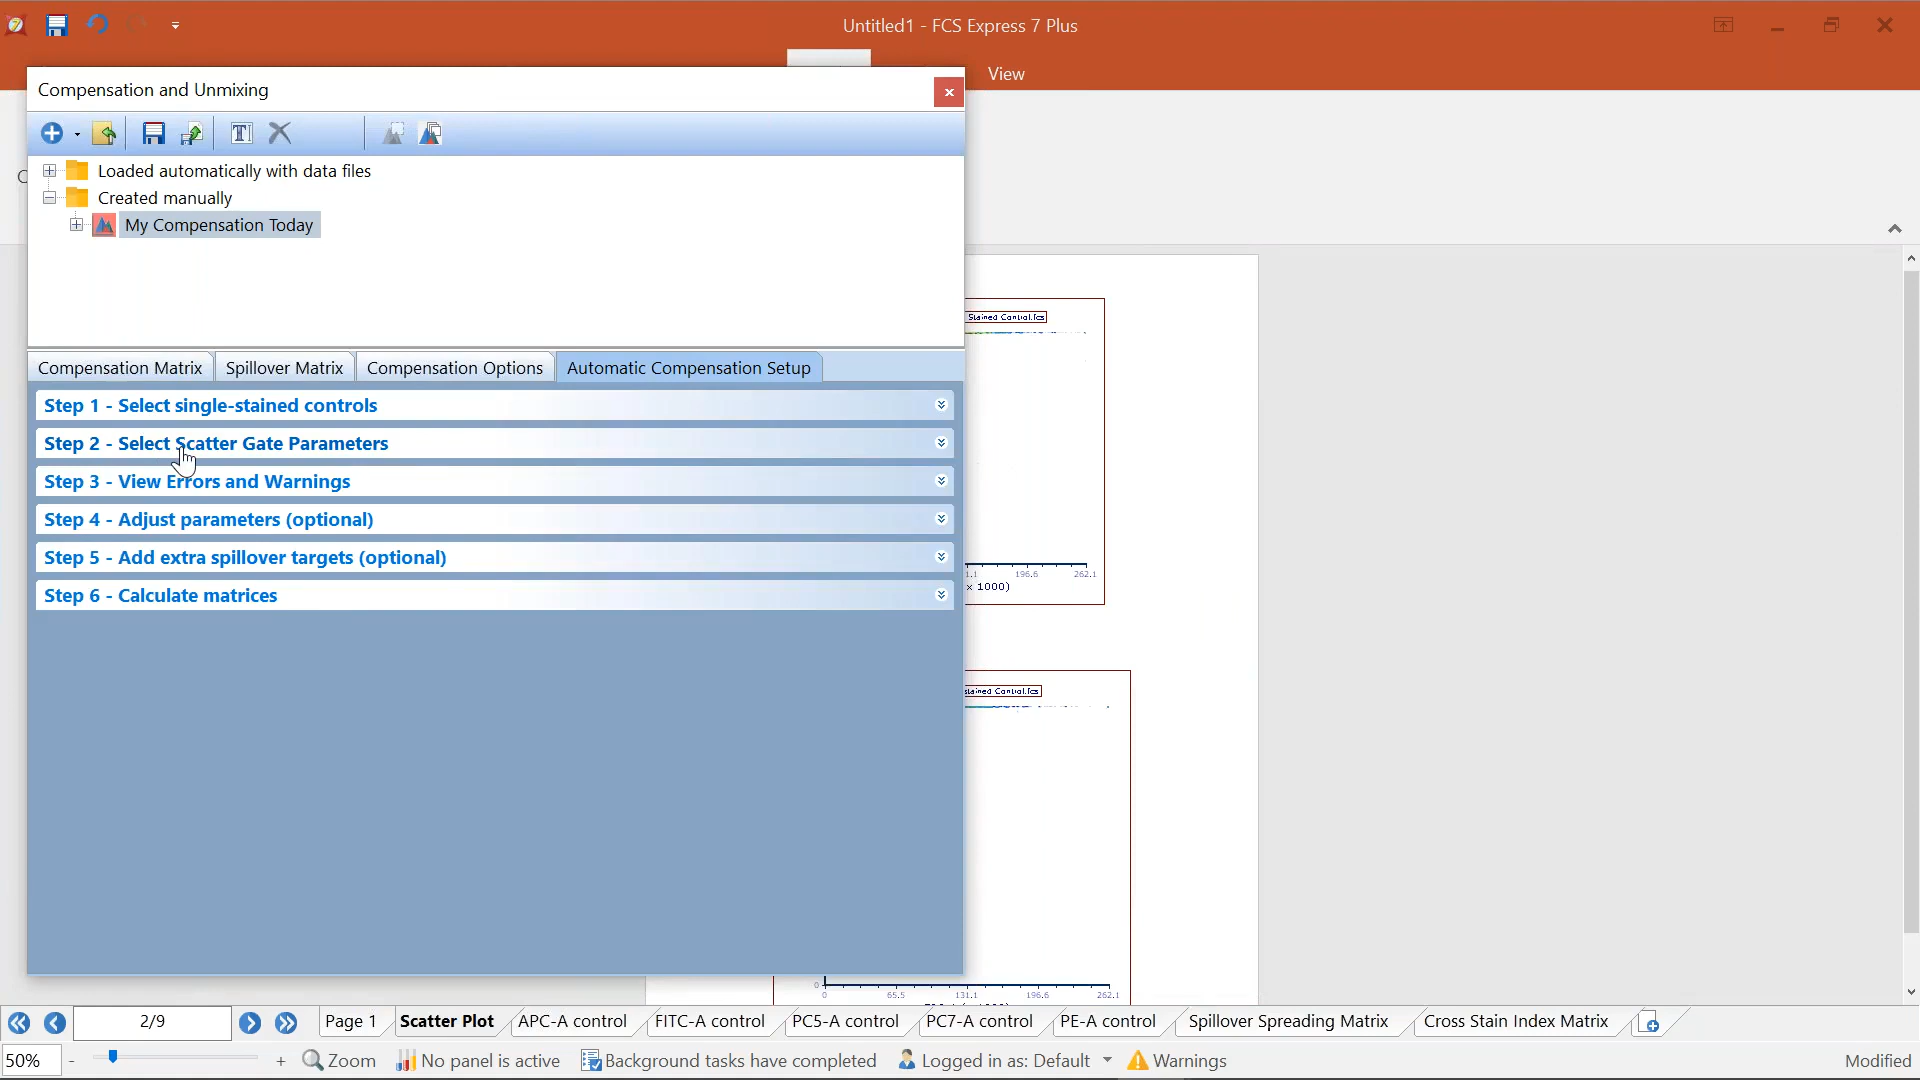 Untitled1 - FCS Express 7 Plus
View
Compensation and Unmixing
Loaded automatically with data files
Created manually
My Compensation Today
Stained Control.fcs
Compensation Matrix
Spillover Matrix
Compensation Options
Automatic Compensation Setup
Step 1 - Select single-stained controls
Step 2 - Select Scatter Gate Parameters
Step 3 - View Errors and Warnings
Step 4 - Adjust parameters (optional)
Step 5 - Add extra spillover targets (optional)
Step 6 - Calculate matrices
196.6 262.1
x 1000)
Stained Control.fcs
0
0 65.5 131.1 196.6 262.1
2/9
Page 1
Scatter Plot
APC-A control
FITC-A control
PC5-A control
PC7-A control
PE-A control
Spillover Spreading Matrix
Cross Stain Index Matrix
50%
- +
Zoom
No panel is active
Background tasks have completed
Logged in as: Default
Warnings
Modified